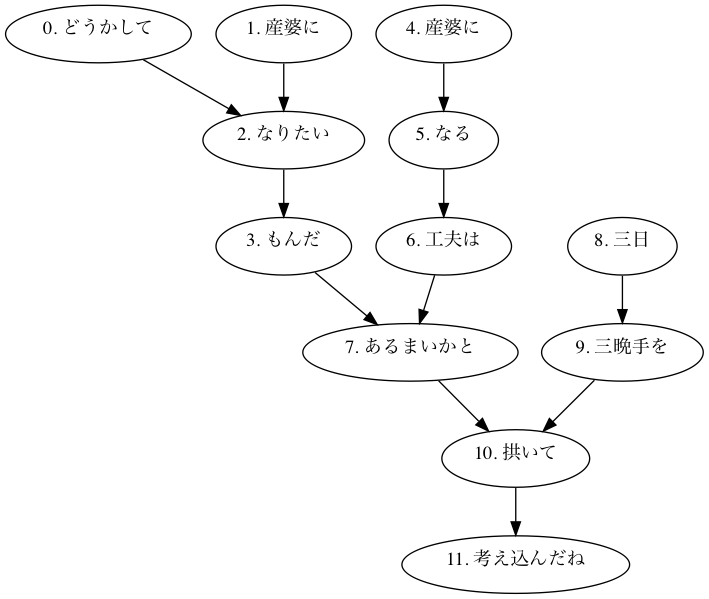 0. どうかして
1. 産婆に
4. 産婆に
2. なりたい
5. なる
3. もんだ
6. 工夫は
8. 三日
7. あるまいかと
9. 三晩手を
10. 拱いて
11. 考え込んだね